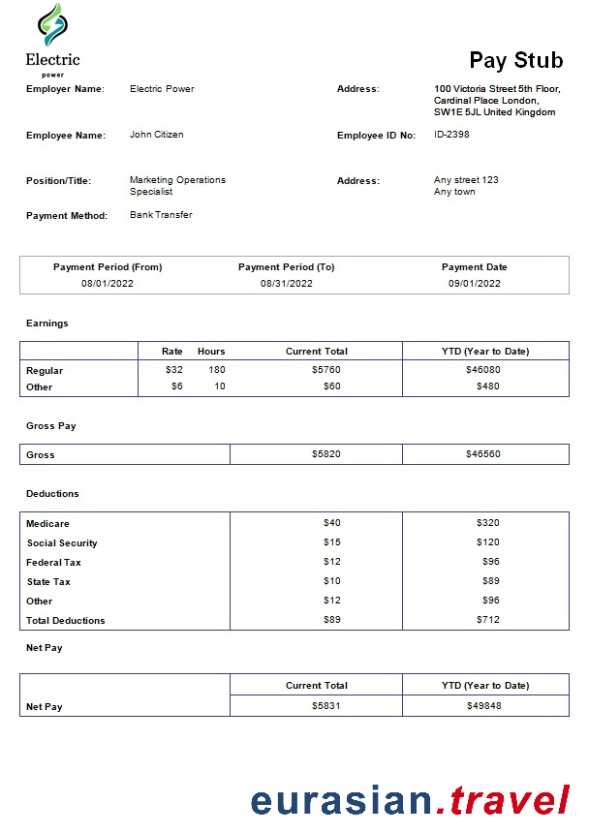 Electric
power
Pay Stub
Employer Name: Electric Power Address: 100 Victoria Street 5th Floor,
Cardinal Place London,
SW1E 5JL United Kingdom
Employee Name: John Citizen Employee ID No: ID-2398
Position/Title: Marketing Operations Address: Any street 123
Specialist Any town
Payment Method: Bank Transfer
Payment Period (From) Payment Period (To) Payment Date
08/01/2022 08/31/2022 09/01/2022
Earnings
Rate Hours Current Total YTD (Year to Date)
Regular $32 180 $5760 $46080
Other $6 10 $60 $480
Gross Pay
Gross $5820 $46560
Deductions
Medicare $40 $320
Social Security $15 $120
Federal Tax $12 $96
State Tax $10 $89
Other $12 $96
Total Deductions $89 $712
Net Pay
Current Total YTD (Year to Date)
Net Pay $5831 $49848
eurasian.travel